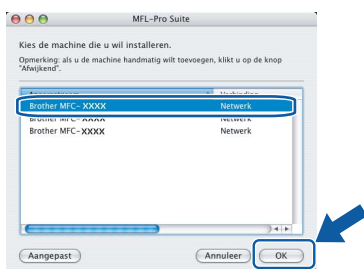 MFL-Pro Suite
Kies de machine die u wil installeren.
Opmerking: als u de machine handmatig wilt toevoegen, klikt u op de knop
"Afwijkend".
Verbinding
Brother MFC-XXXX Netwerk
Brother MFC-XXXX Netwerk
Brother MFC-XXXX Netwerk
Aangepast Annuleer OK